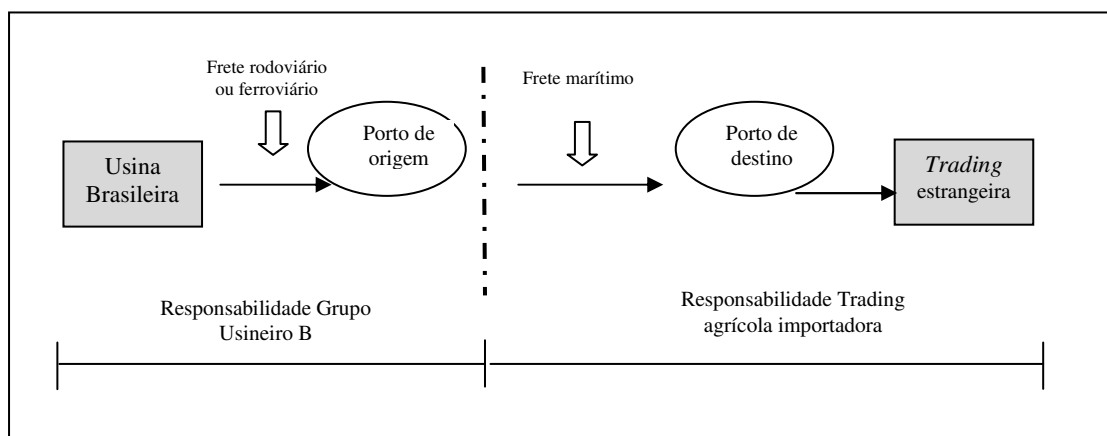 Frete rodoviário
ou ferroviário
Frete marítimo
Usina
Brasileira
Porto de
origem
Porto de
destino
Trading
estrangeira
Responsabilidade Grupo
Usineiro B
Responsabilidade Trading
agrícola importadora